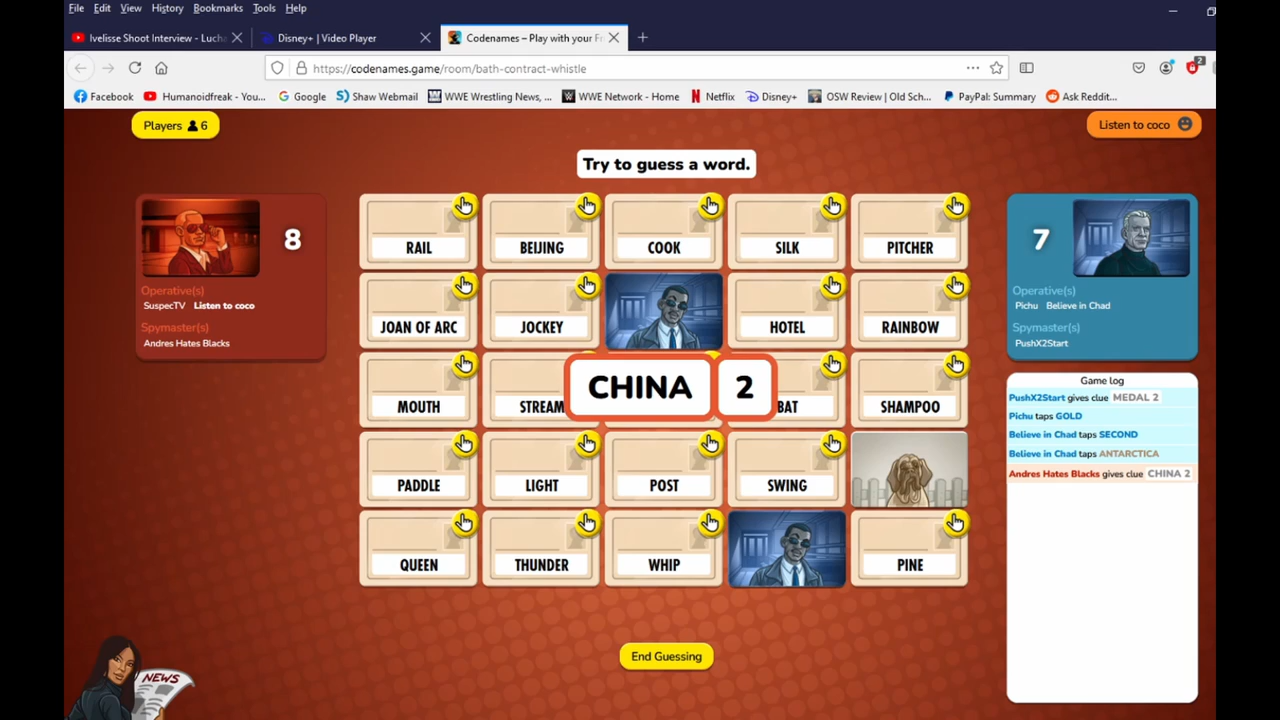 File Edit View History Bookmarks Tools Help
Ivelisse Shoot Interview - Lucha
Disney+ | Video Player
Codenames – Play with your Fri
https://codenames.game/room/bath-contract-whistle
2
Facebook
Humanoidfreak - You...
Google
Shaw Webmail
WWE Wrestling News, ...
WWE Network - Home
Netflix
Disney+
OSW Review | Old Sch...
PayPal: Summary
Ask Reddit...
Players 6
Listen to coco
Try to guess a word.
8
Operative(s)
SuspecTV Listen to coco
Spymaster(s)
Andres Hates Blacks
RAIL BEIJING COOK SILK PITCHER
JOAN OF ARC JOCKEY HOTEL RAINBOW
MOUTH STREAM BAT SHAMPOO
CHINA 2
PADDLE LIGHT POST SWING
QUEEN THUNDER WHIP PINE
7
Operative(s)
Pichu Believe in Chad
Spymaster(s)
PushX2Start
Game log
PushX2Start gives clue MEDAL 2
Pichu taps GOLD
Believe in Chad taps SECOND
Believe in Chad taps ANTARCTICA
Andres Hates Blacks gives clue CHINA 2
End Guessing
NEWS